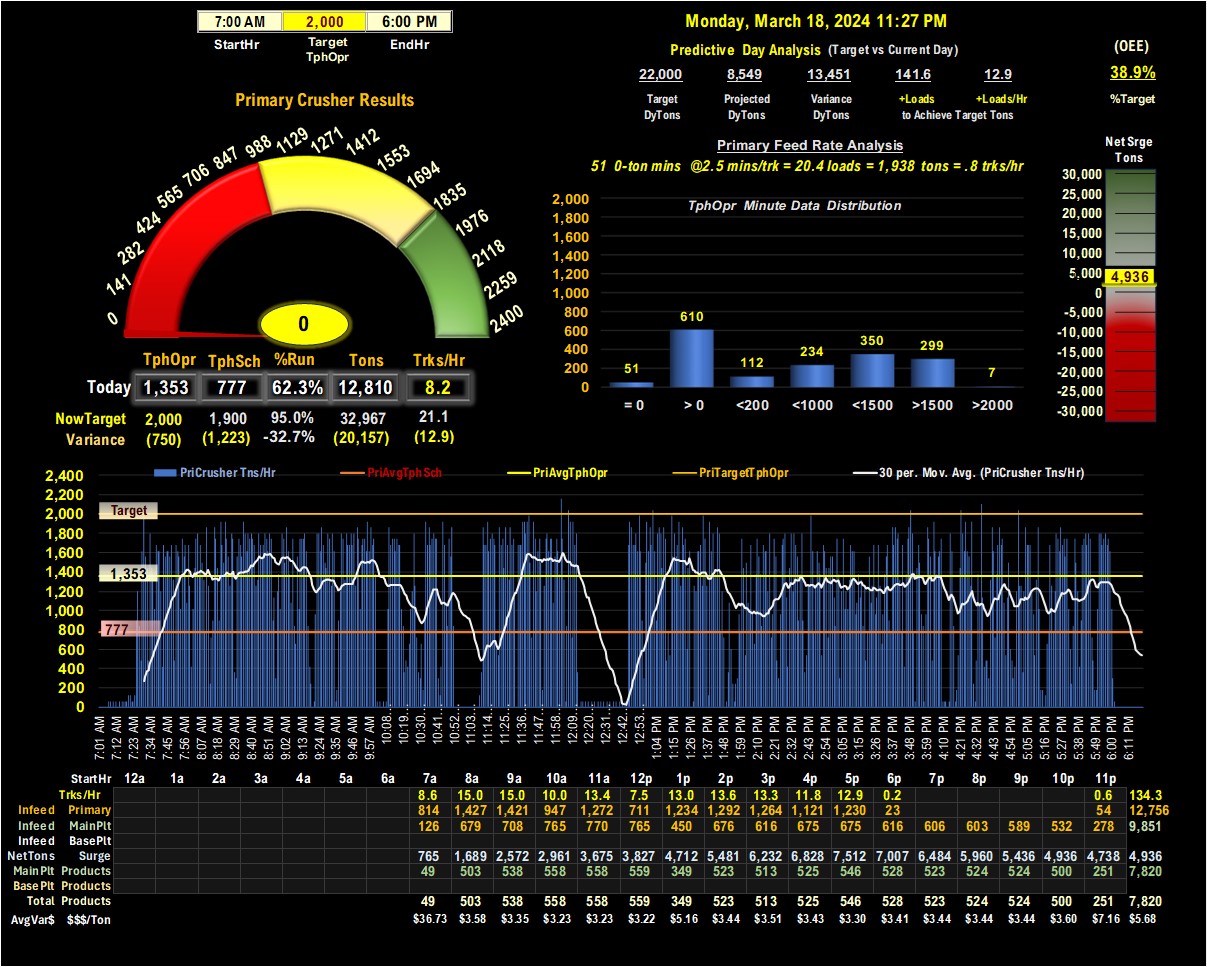 7:00 AM 2,000 6:00 PM
StartHr Target TphOpr EndHr
Monday, March 18, 2024 11:27 PM
Predictive Day Analysis (Target vs Current Day)
22,000 8,549 13,451 141.6 12.9
Target Projected Variance +Loads +Loads/Hr
DyTons DyTons DyTons to Achieve Target Tons
(OEE)
38.9%
%Target
Primary Crusher Results
0 141 282 424 565 706 847 988 1129 1271 1412 1553 1694 1835 1976 2118 2259 2400
0
TphOpr TphSch %Run Tons Trks/Hr
Today 1,353 777 62.3% 12,810 8.2
NowTarget 2,000 1,900 95.0% 32,967 21.1
Variance (750) (1,223) -32.7% (20,157) (12.9)
Primary Feed Rate Analysis
51 0-ton mins @2.5 mins/trk = 20.4 loads = 1,938 tons = .8 trks/hr
TphOpr Minute Data Distribution
2,000
1,800
1,600
1,400
1,200
1,000
800
600
400
200
0
51 610 112 234 350 299 7
= 0 > 0 <200 <1000 <1500 >1500 >2000
Net Srge
Tons
30,000
25,000
20,000
15,000
10,000
5,000
4,936
0
-5,000
-10,000
-15,000
-20,000
-25,000
-30,000
PriCrusher Tns/Hr PriAvgTphSch PriAvgTphOpr PriTargetTphOpr 30 per. Mov. Avg. (PriCrusher Tns/Hr)
2,400
2,200
2,000
1,800
1,600
1,400
1,200
1,000
800
600
400
200
0
Target
1,353
777
7:01 AM 7:12 AM 7:23 AM 7:34 AM 7:45 AM 7:56 AM 8:07 AM 8:18 AM 8:29 AM 8:40 AM 8:51 AM 9:02 AM 9:13 AM 9:24 AM 9:35 AM 9:46 AM 9:57 AM 10:08… 10:19… 10:30… 10:41… 10:52… 11:03… 11:14… 11:25… 11:36… 11:47… 11:58… 12:09… 12:20… 12:31… 12:42… 12:53… 1:04 PM 1:15 PM 1:26 PM 1:37 PM 1:48 PM 1:59 PM 2:10 PM 2:21 PM 2:32 PM 2:43 PM 2:54 PM 3:05 PM 3:15 PM 3:26 PM 3:37 PM 3:48 PM 3:59 PM 4:10 PM 4:21 PM 4:32 PM 4:43 PM 4:54 PM 5:05 PM 5:16 PM 5:27 PM 5:38 PM 5:49 PM 6:00 PM 6:11 PM
StartHr 12a 1a 2a 3a 4a 5a 6a 7a 8a 9a 10a 11a 12p 1p 2p 3p 4p 5p 6p 7p 8p 9p 10p 11p
Trks/Hr 8.6 15.0 15.0 10.0 13.4 7.5 13.0 13.6 13.3 11.8 12.9 0.2 0.6 134.3
Infeed Primary 814 1,427 1,421 947 1,272 711 1,234 1,292 1,264 1,121 1,230 23 54 12,756
Infeed MainPlt 126 679 708 765 770 765 450 676 616 675 675 616 606 603 589 532 278 9,851
Infeed BasePlt
NetTons Surge 765 1,689 2,572 2,961 3,675 3,827 4,712 5,481 6,232 6,828 7,512 7,007 6,484 5,960 5,436 4,936 4,738 4,936
MainPlt Products 49 503 538 558 558 559 349 523 513 525 546 528 523 524 524 500 251 7,820
BasePlt Products
Total Products 49 503 538 558 558 559 349 523 513 525 546 528 523 524 524 500 251 7,820
AvgVar$ $$$/Ton $36.73 $3.58 $3.35 $3.23 $3.23 $3.22 $5.16 $3.44 $3.51 $3.43 $3.30 $3.41 $3.44 $3.44 $3.44 $3.60 $7.16 $5.68